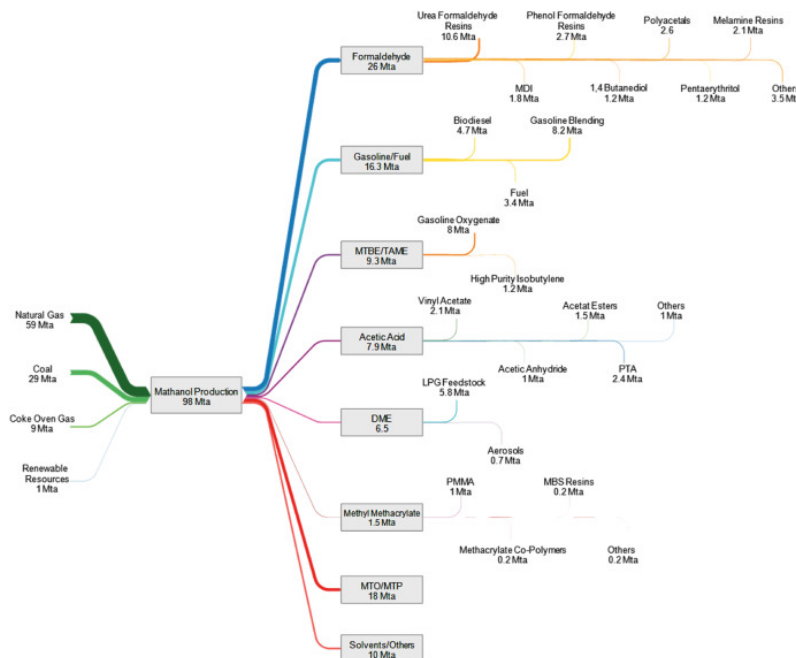 Urea Formaldehyde
Resins
10.6 Mta
Phenol Formaldehyde
Resins
2.7 Mta
Polyacetals
2.6
Melamine Resins
2.1 Mta
Formaldehyde
26 Mta
MDI
1.8 Mta
1,4 Butanediol
1.2 Mta
Pentaerythritol
1.2 Mta
Others
3.5 Mt
Biodiesel
4.7 Mta
Gasoline Blending
8.2 Mta
Gasoline/Fuel
16.3 Mta
Fuel
3.4 Mta
Gasoline Oxygenate
8 Mta
MTBE/TAME
9.3 Mta
High Purity Isobutylene
1.2 Mta
Natural Gas
59 Mta
Coal
29 Mta
Coke Oven Gas
9 Mta
Renewable
Resources
1 Mta
Mathanol Production
98 Mta
Vinyl Acetate
2.1 Mta
Acetat Esters
1.5 Mta
Others
1 Mta
Acetic Acid
7.9 Mta
Acetic Anhydride
1 Mta
PTA
2.4 Mta
LPG Feedstock
5.8 Mta
DME
6.5
Aerosols
0.7 Mta
PMMA
1 Mta
MBS Resins
0.2 Mta
Methyl Methacrylate
1.5 Mta
Methacrylate Co-Polymers
0.2 Mta
Others
0.2 Mta
MTO/MTP
18 Mta
Solvents/Others
10 Mta